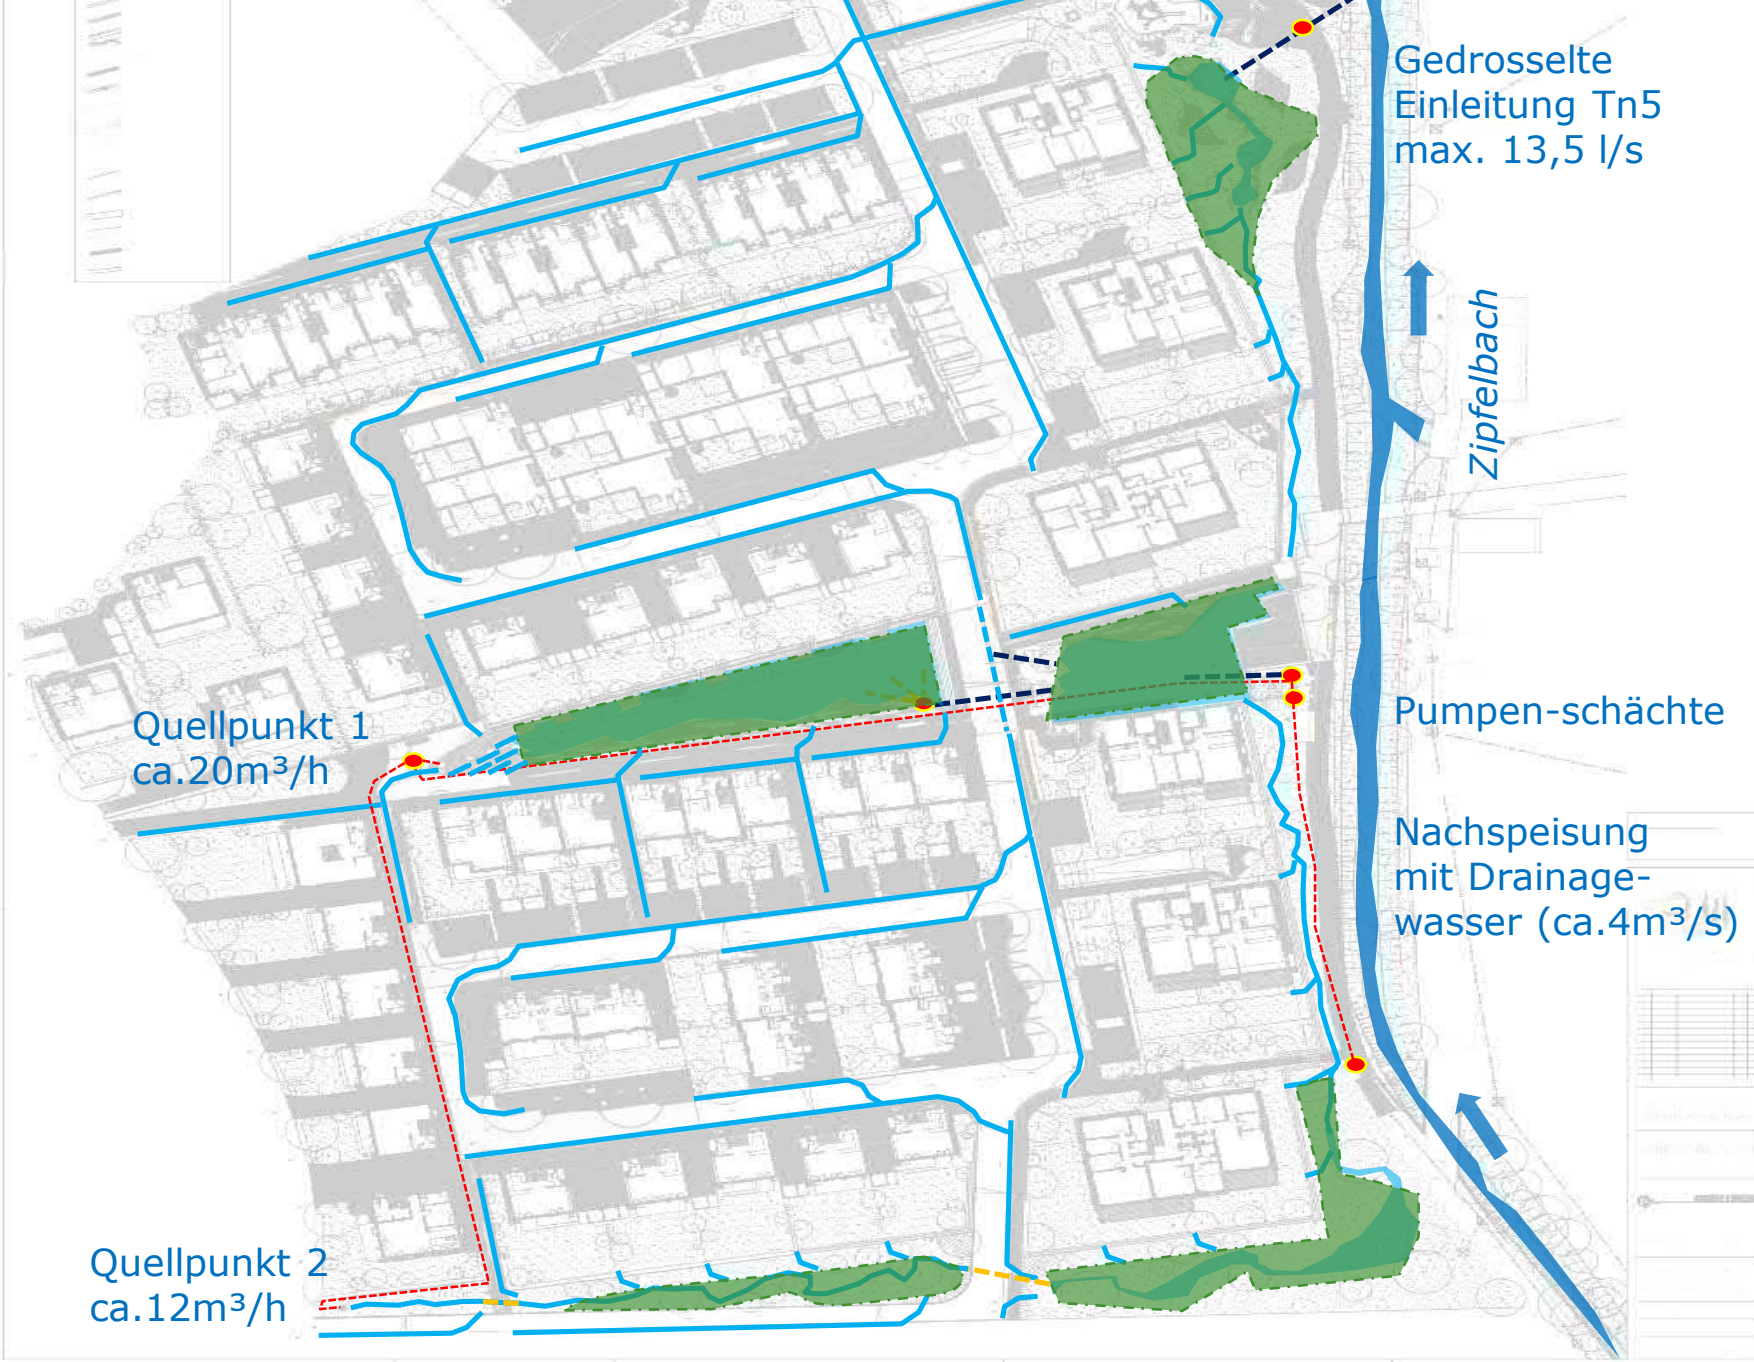 Gedrosselte
Einleitung Tn5
max. 13,5 l/s
Zipfelbach
Quellpunkt 1
ca.20m³/h
Pumpen-schächte
Nachspeisung
mit Drainage-
wasser (ca.4m³/s)
Quellpunkt 2
ca.12m³/h